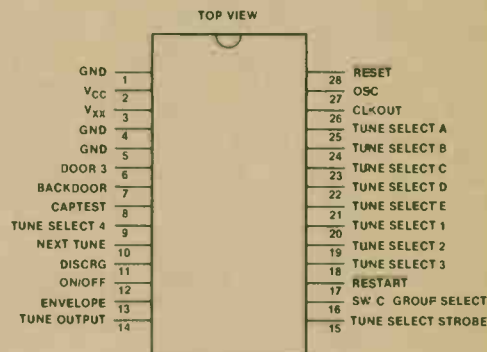 TOP VIEW
GND 1
VCC 2
VXX 3
GND 4
GND 5
DOOR 3 6
BACKDOOR 7
CAPTEST 8
TUNE SELECT 4 9
NEXT TUNE 10
DISCRG 11
ON/OFF 12
ENVELOPE 13
TUNE OUTPUT 14
28 RESET
27 OSC
26 CLKOUT
25 TUNE SELECT A
24 TUNE SELECT B
23 TUNE SELECT C
22 TUNE SELECT D
21 TUNE SELECT E
20 TUNE SELECT 1
19 TUNE SELECT 2
18 TUNE SELECT 3
17 RESTART
16 SW C GROUP SELECT
15 TUNE SELECT STROBE